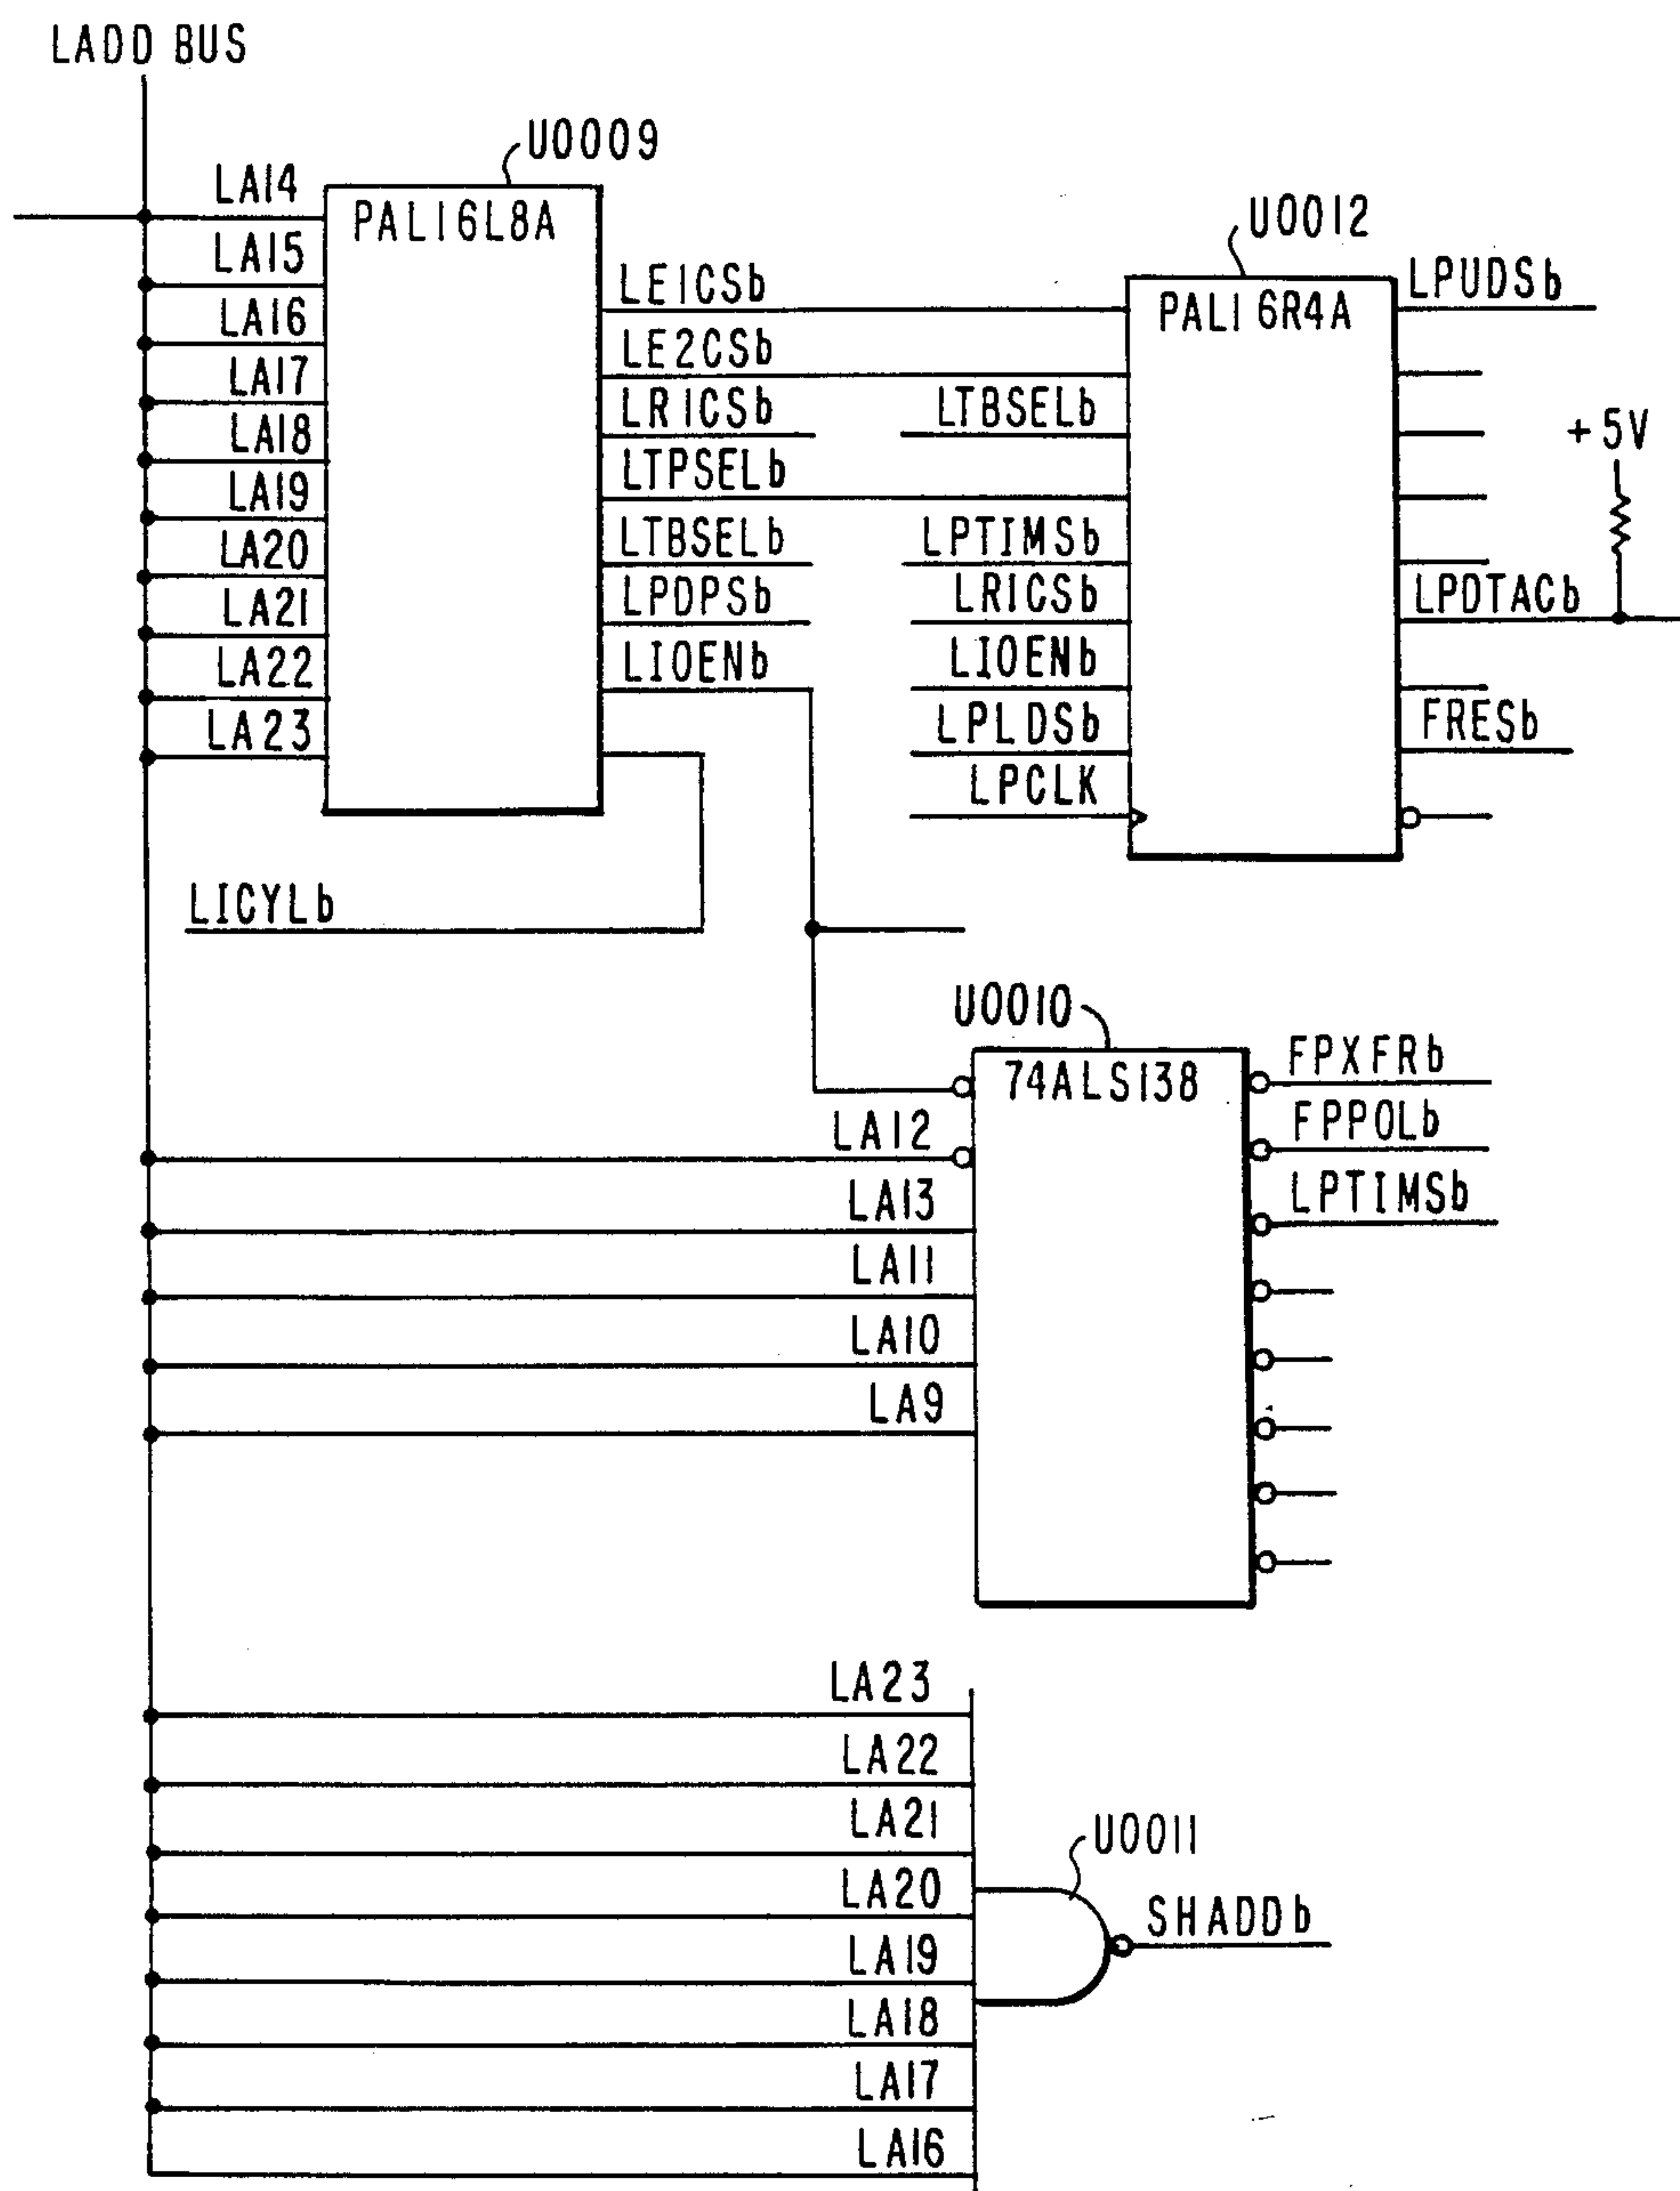 LADD BUS
U0009
PAL16L8A
LA14
LA15
LA16
LA17
LA18
LA19
LA20
LA21
LA22
LA23
LE1CSb
LE2CSb
LR1CSb
LTPSELb
LTBSELb
LPDPSb
LIOENb
LICYLb
U0012
PAL16R4A
LTBSELb
LPTIMSb
LR1CSb
LIOENb
LPLDSb
LPCLK
LPUDSb
+5V
LPDTACb
FRESb
U0010
74ALS138
LA12
LA13
LA11
LA10
LA9
FPXFRb
FPPOLb
LPTIMSb
LA23
LA22
LA21
LA20
LA19
LA18
LA17
LA16
U0011
SHADDb